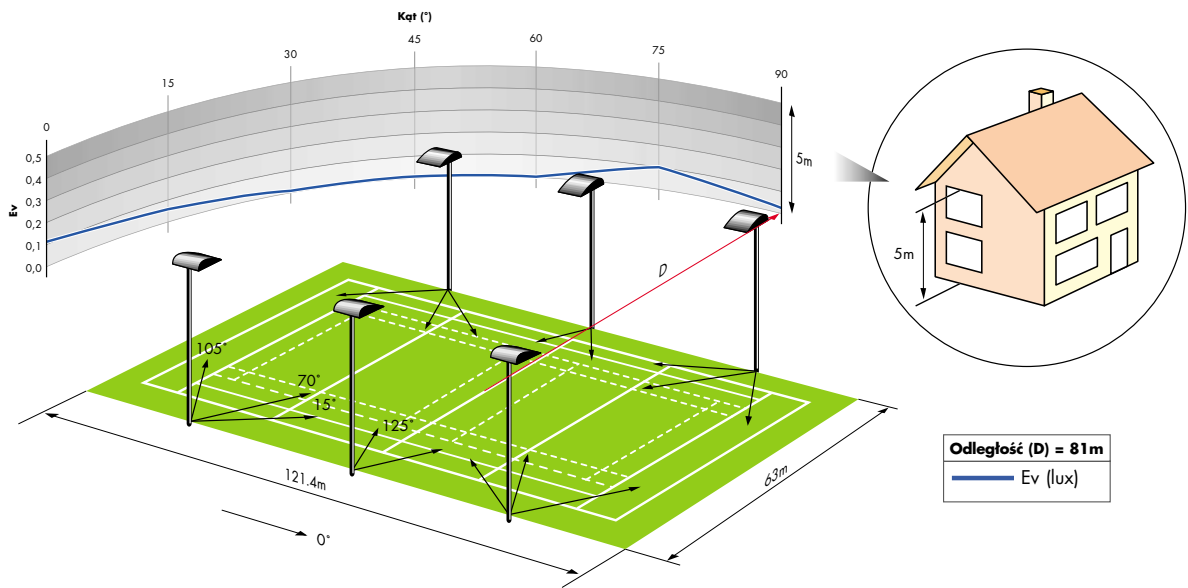 Kąt (°)
0
15
30
45
60
75
90
0,5
0,4
0,3
0,2
0,1
0,0
Ev
5m
5m
D
105°
70°
15°
125°
121.4m
63m
0°
Odległość (D) = 81m
Ev (lux)